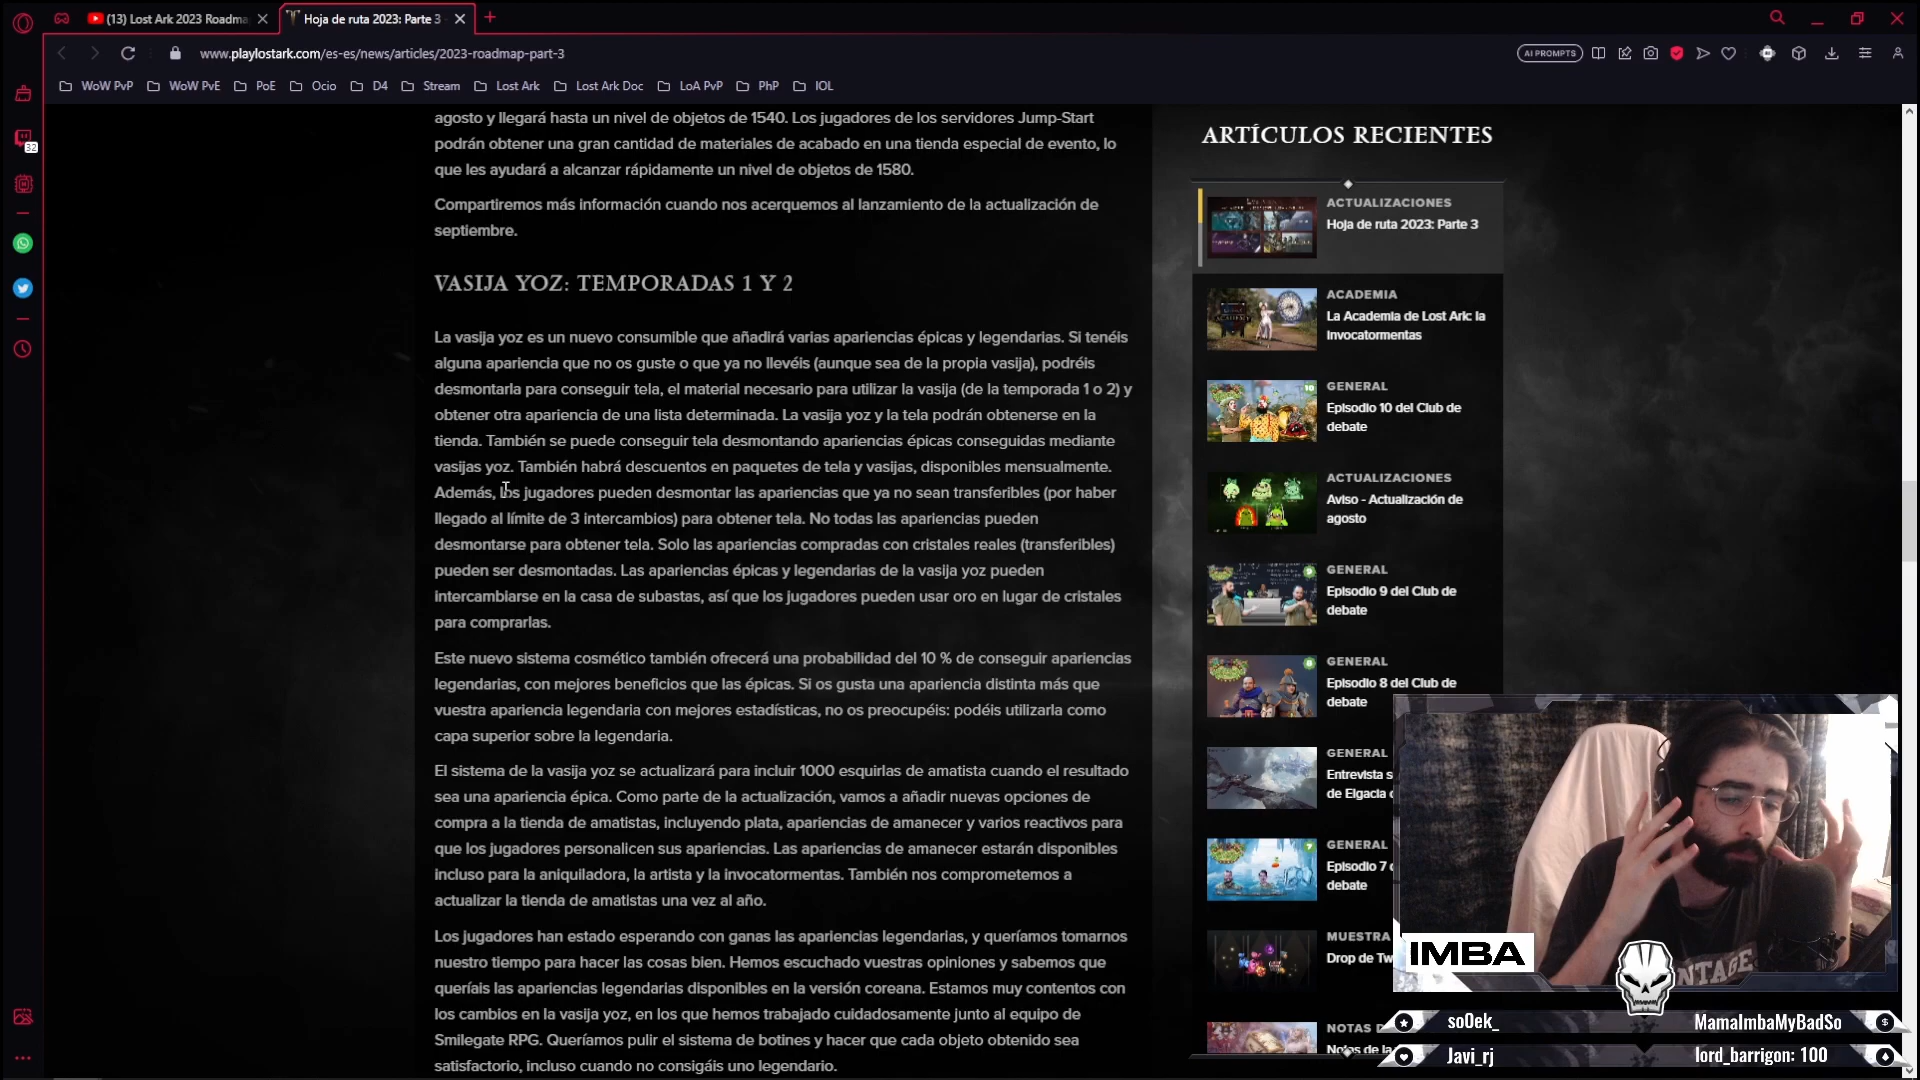 (13) Lost Ark 2023 Roadma
Hoja de ruta 2023: Parte 3
www.playlostark.com/es-es/news/articles/2023-roadmap-part-3
AI PROMPTS
WoW PvP
WoW PvE
PoE
Ocio
D4
Stream
Lost Ark
Lost Ark Doc
LoA PvP
PhP
IOL
32
agosto y llegará hasta un nivel de objetos de 1540. Los jugadores de los servidores Jump-Start
podrán obtener una gran cantidad de materiales de acabado en una tienda especial de evento, lo
que les ayudará a alcanzar rápidamente un nivel de objetos de 1580.
Compartiremos más información cuando nos acerquemos al lanzamiento de la actualización de
septiembre.
VASIJA YOZ: TEMPORADAS 1 Y 2
La vasija yoz es un nuevo consumible que añadirá varias apariencias épicas y legendarias. Si tenéis
alguna apariencia que no os guste o que ya no llevéis (aunque sea de la propia vasija), podréis
desmontarla para conseguir tela, el material necesario para utilizar la vasija (de la temporada 1 o 2) y
obtener otra apariencia de una lista determinada. La vasija yoz y la tela podrán obtenerse en la
tienda. También se puede conseguir tela desmontando apariencias épicas conseguidas mediante
vasijas yoz. También habrá descuentos en paquetes de tela y vasijas, disponibles mensualmente.
Además, los jugadores pueden desmontar las apariencias que ya no sean transferibles (por haber
llegado al límite de 3 intercambios) para obtener tela. No todas las apariencias pueden
desmontarse para obtener tela. Solo las apariencias compradas con cristales reales (transferibles)
pueden ser desmontadas. Las apariencias épicas y legendarias de la vasija yoz pueden
intercambiarse en la casa de subastas, así que los jugadores pueden usar oro en lugar de cristales
para comprarlas.
Este nuevo sistema cosmético también ofrecerá una probabilidad del 10 % de conseguir apariencias
legendarias, con mejores beneficios que las épicas. Si os gusta una apariencia distinta más que
vuestra apariencia legendaria con mejores estadísticas, no os preocupéis: podéis utilizarla como
capa superior sobre la legendaria.
El sistema de la vasija yoz se actualizará para incluir 1000 esquirlas de amatista cuando el resultado
sea una apariencia épica. Como parte de la actualización, vamos a añadir nuevas opciones de
compra a la tienda de amatistas, incluyendo plata, apariencias de amanecer y varios reactivos para
que los jugadores personalicen sus apariencias. Las apariencias de amanecer estarán disponibles
incluso para la aniquiladora, la artista y la invocatormentas. También nos comprometemos a
actualizar la tienda de amatistas una vez al año.
Los jugadores han estado esperando con ganas las apariencias legendarias, y queríamos tomarnos
nuestro tiempo para hacer las cosas bien. Hemos escuchado vuestras opiniones y sabemos que
queríais las apariencias legendarias disponibles en la versión coreana. Estamos muy contentos con
los cambios en la vasija yoz, en los que hemos trabajado cuidadosamente junto al equipo de
Smilegate RPG. Queríamos pulir el sistema de botines y hacer que cada objeto obtenido sea
satisfactorio, incluso cuando no consigáis uno legendario.
ARTÍCULOS RECIENTES
ACTUALIZACIONES
Hoja de ruta 2023: Parte 3
ACADEMIA
La Academia de Lost Ark: la
Invocatormentas
GENERAL
Episodio 10 del Club de
debate
ACTUALIZACIONES
Aviso - Actualización de
agosto
GENERAL
Episodio 9 del Club de
debate
GENERAL
Episodio 8 del Club de
debate
GENERAL
Entrevista s
de Elgacia c
GENERAL
Episodio 7 d
debate
MUESTRA
Drop de Tw
NOTAS D
Notas de la
IMBA
NTAGE
so0ek_
MamaImbaMyBadSo
Javi_rj
lord_barrigon: 100